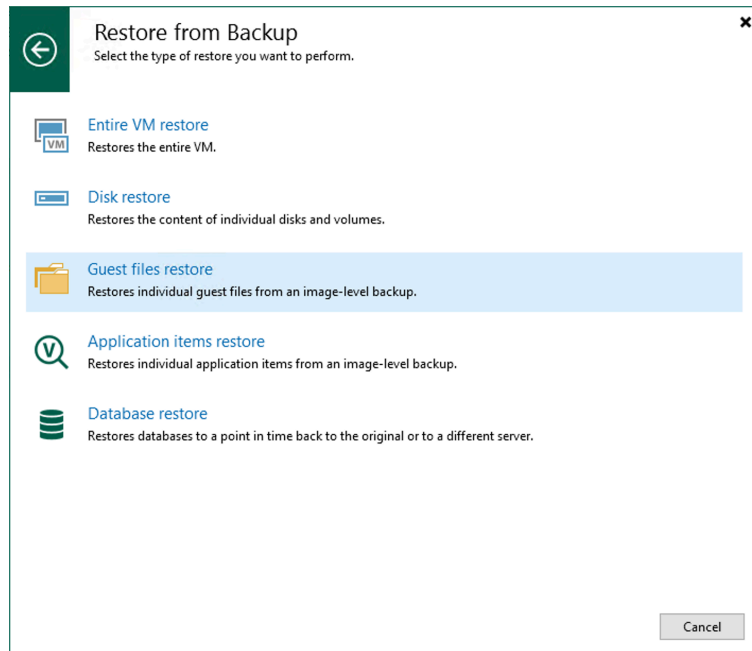 Restore from Backup
Select the type of restore you want to perform.
Entire VM restore
VM
Restores the entire VM.
Disk restore
Restores the content of individual disks and volumes.
Guest files restore
Restores individual guest files from an image-level backup.
Application items restore
V
Restores individual application items from an image-level backup.
Database restore
Restores databases to a point in time back to the original or to a different server.
Cancel